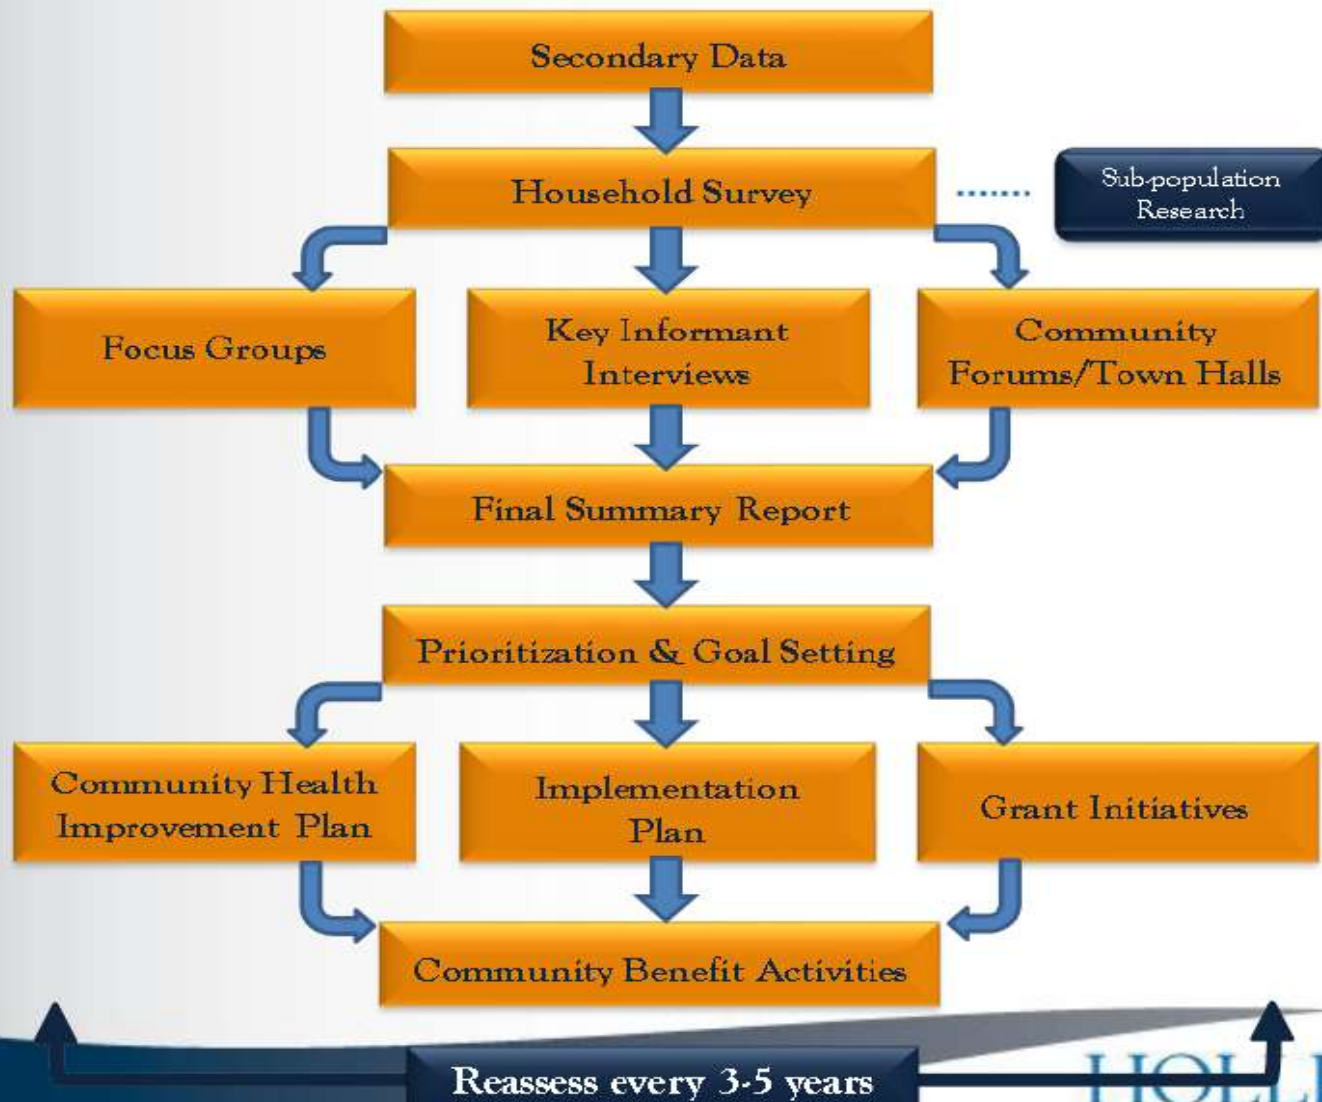 Secondary Data
Household Survey
Sub-population
Research
Focus Groups
Key Informant
Interviews
Community
Forums/Town Halls
Final Summary Report
Prioritization & Goal Setting
Community Health
Improvement Plan
Implementation
Plan
Grant Initiatives
Community Benefit Activities
Reassess every 3-5 years